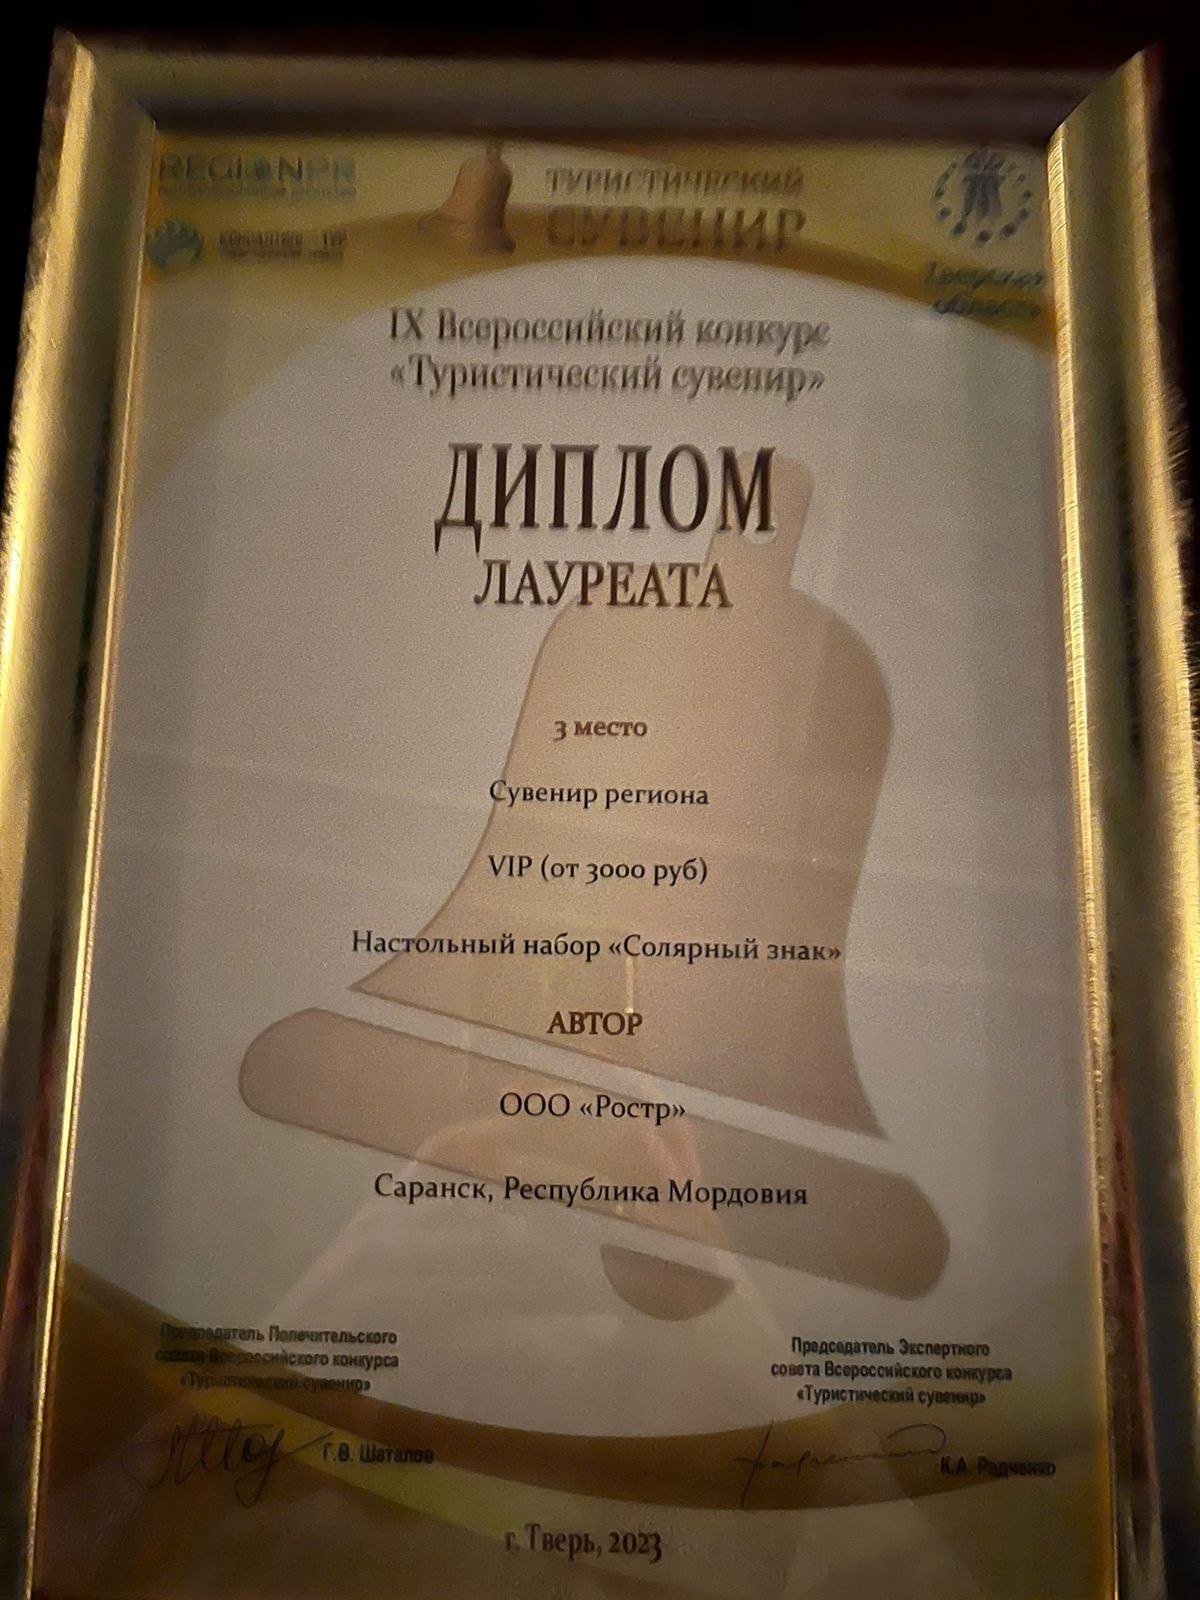 REGIONPR
ТУРИСТИЧЕСКИЙ
СУВЕНИР
Тверская
область
IX Всероссийский конкурс
«Туристический сувенир»
ДИПЛОМ
ЛАУРЕАТА
3 место
Сувенир региона
VIP (от 3000 руб)
Настольный набор «Солярный знак»
АВТОР
ООО «Ростр»
Саранск, Республика Мордовия
Председатель Попечительского
совета Всероссийского конкурса
«Туристический сувенир»
Г.В. Шаталов
Председатель Экспертного
совета Всероссийского конкурса
«Туристический сувенир»
К.А. Радченко
г. Тверь, 2023